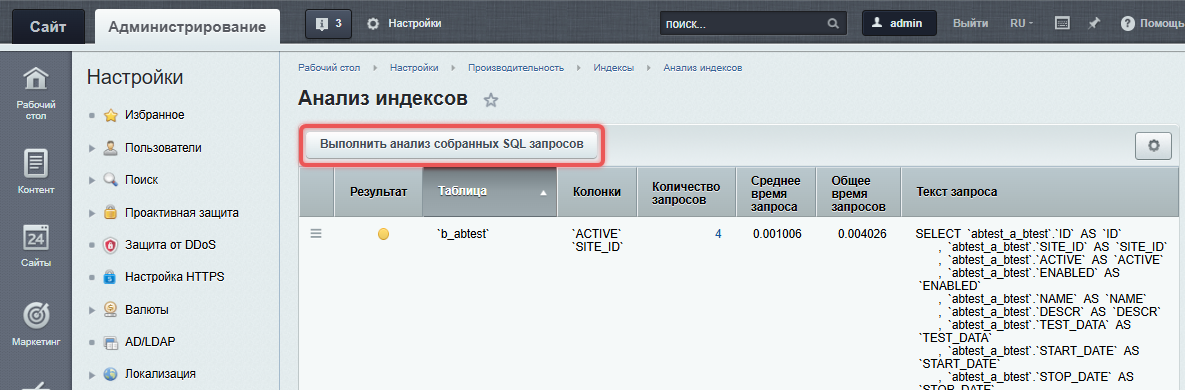 Сайт
Администрирование
3
Настройки
поиск...
admin
Выйти
RU
Помощь
Рабочий стол
Контент
24
Сайты
Маркетинг
Настройки
Избранное
Пользователи
Поиск
Проактивная защита
Защита от DDoS
Настройка HTTPS
Валюты
AD/LDAP
Локализация
Рабочий стол
Настройки
Производительность
Индексы
Анализ индексов
Анализ индексов
Выполнить анализ собранных SQL запросов
Результат
Таблица
Колонки
Количество запросов
Среднее время запроса
Общее время запросов
Текст запроса
`b_abtest`
`ACTIVE`
`SITE_ID`
4
0.001006
0.004026
SELECT `abtest_a_btest`.`ID` AS `ID`
, `abtest_a_btest`.`SITE_ID` AS `SITE_ID`
, `abtest_a_btest`.`ACTIVE` AS `ACTIVE`
, `abtest_a_btest`.`ENABLED` AS
`ENABLED`
, `abtest_a_btest`.`NAME` AS `NAME`
, `abtest_a_btest`.`DESCR` AS `DESCR`
, `abtest_a_btest`.`TEST_DATA` AS
`TEST_DATA`
, `abtest_a_btest`.`START_DATE` AS
`START_DATE`
, `abtest_a_btest`.`STOP_DATE` AS
`STOP_DATE`